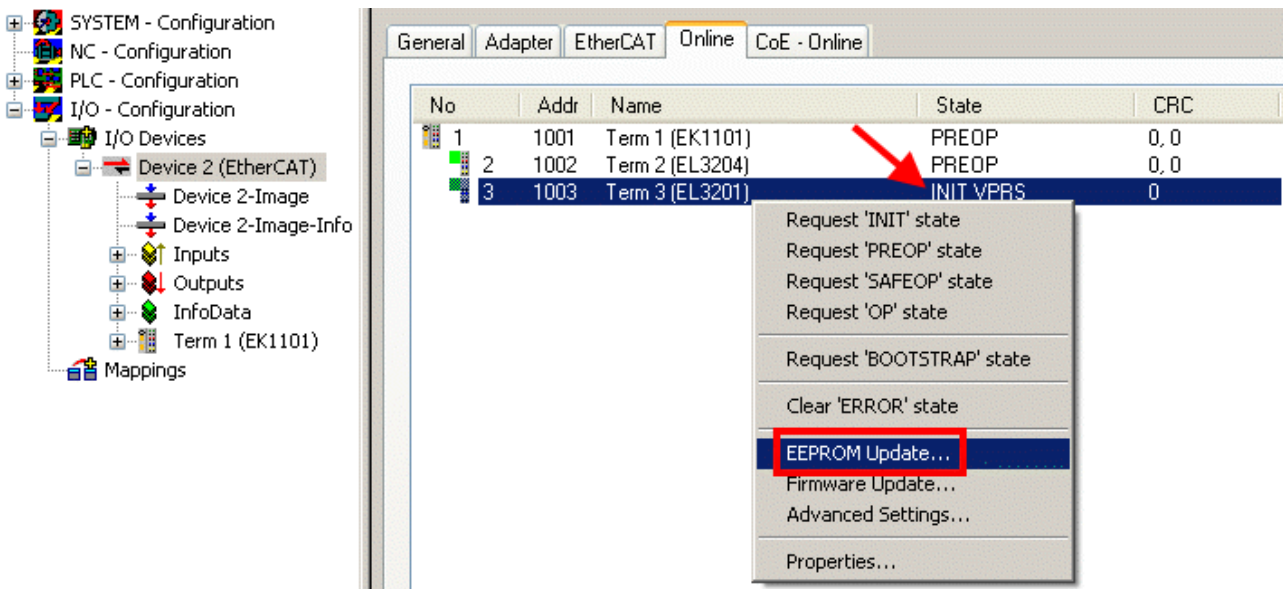 SYSTEM - Configuration
NC - Configuration
PLC - Configuration
I/O - Configuration
I/O Devices
Device 2 (EtherCAT)
Device 2-Image
Device 2-Image-Info
Inputs
Outputs
InfoData
Term 1 (EK1101)
Mappings
General Adapter EtherCAT Online CoE - Online
No Addr Name State CRC
1 1001 Term 1 (EK1101) PREOP 0, 0
2 1002 Term 2 (EL3204) PREOP 0, 0
3 1003 Term 3 (EL3201) INIT VPRS 0
Request 'INIT' state
Request 'PREOP' state
Request 'SAFEOP' state
Request 'OP' state
Request 'BOOTSTRAP' state
Clear 'ERROR' state
EEPROM Update...
Firmware Update...
Advanced Settings...
Properties...